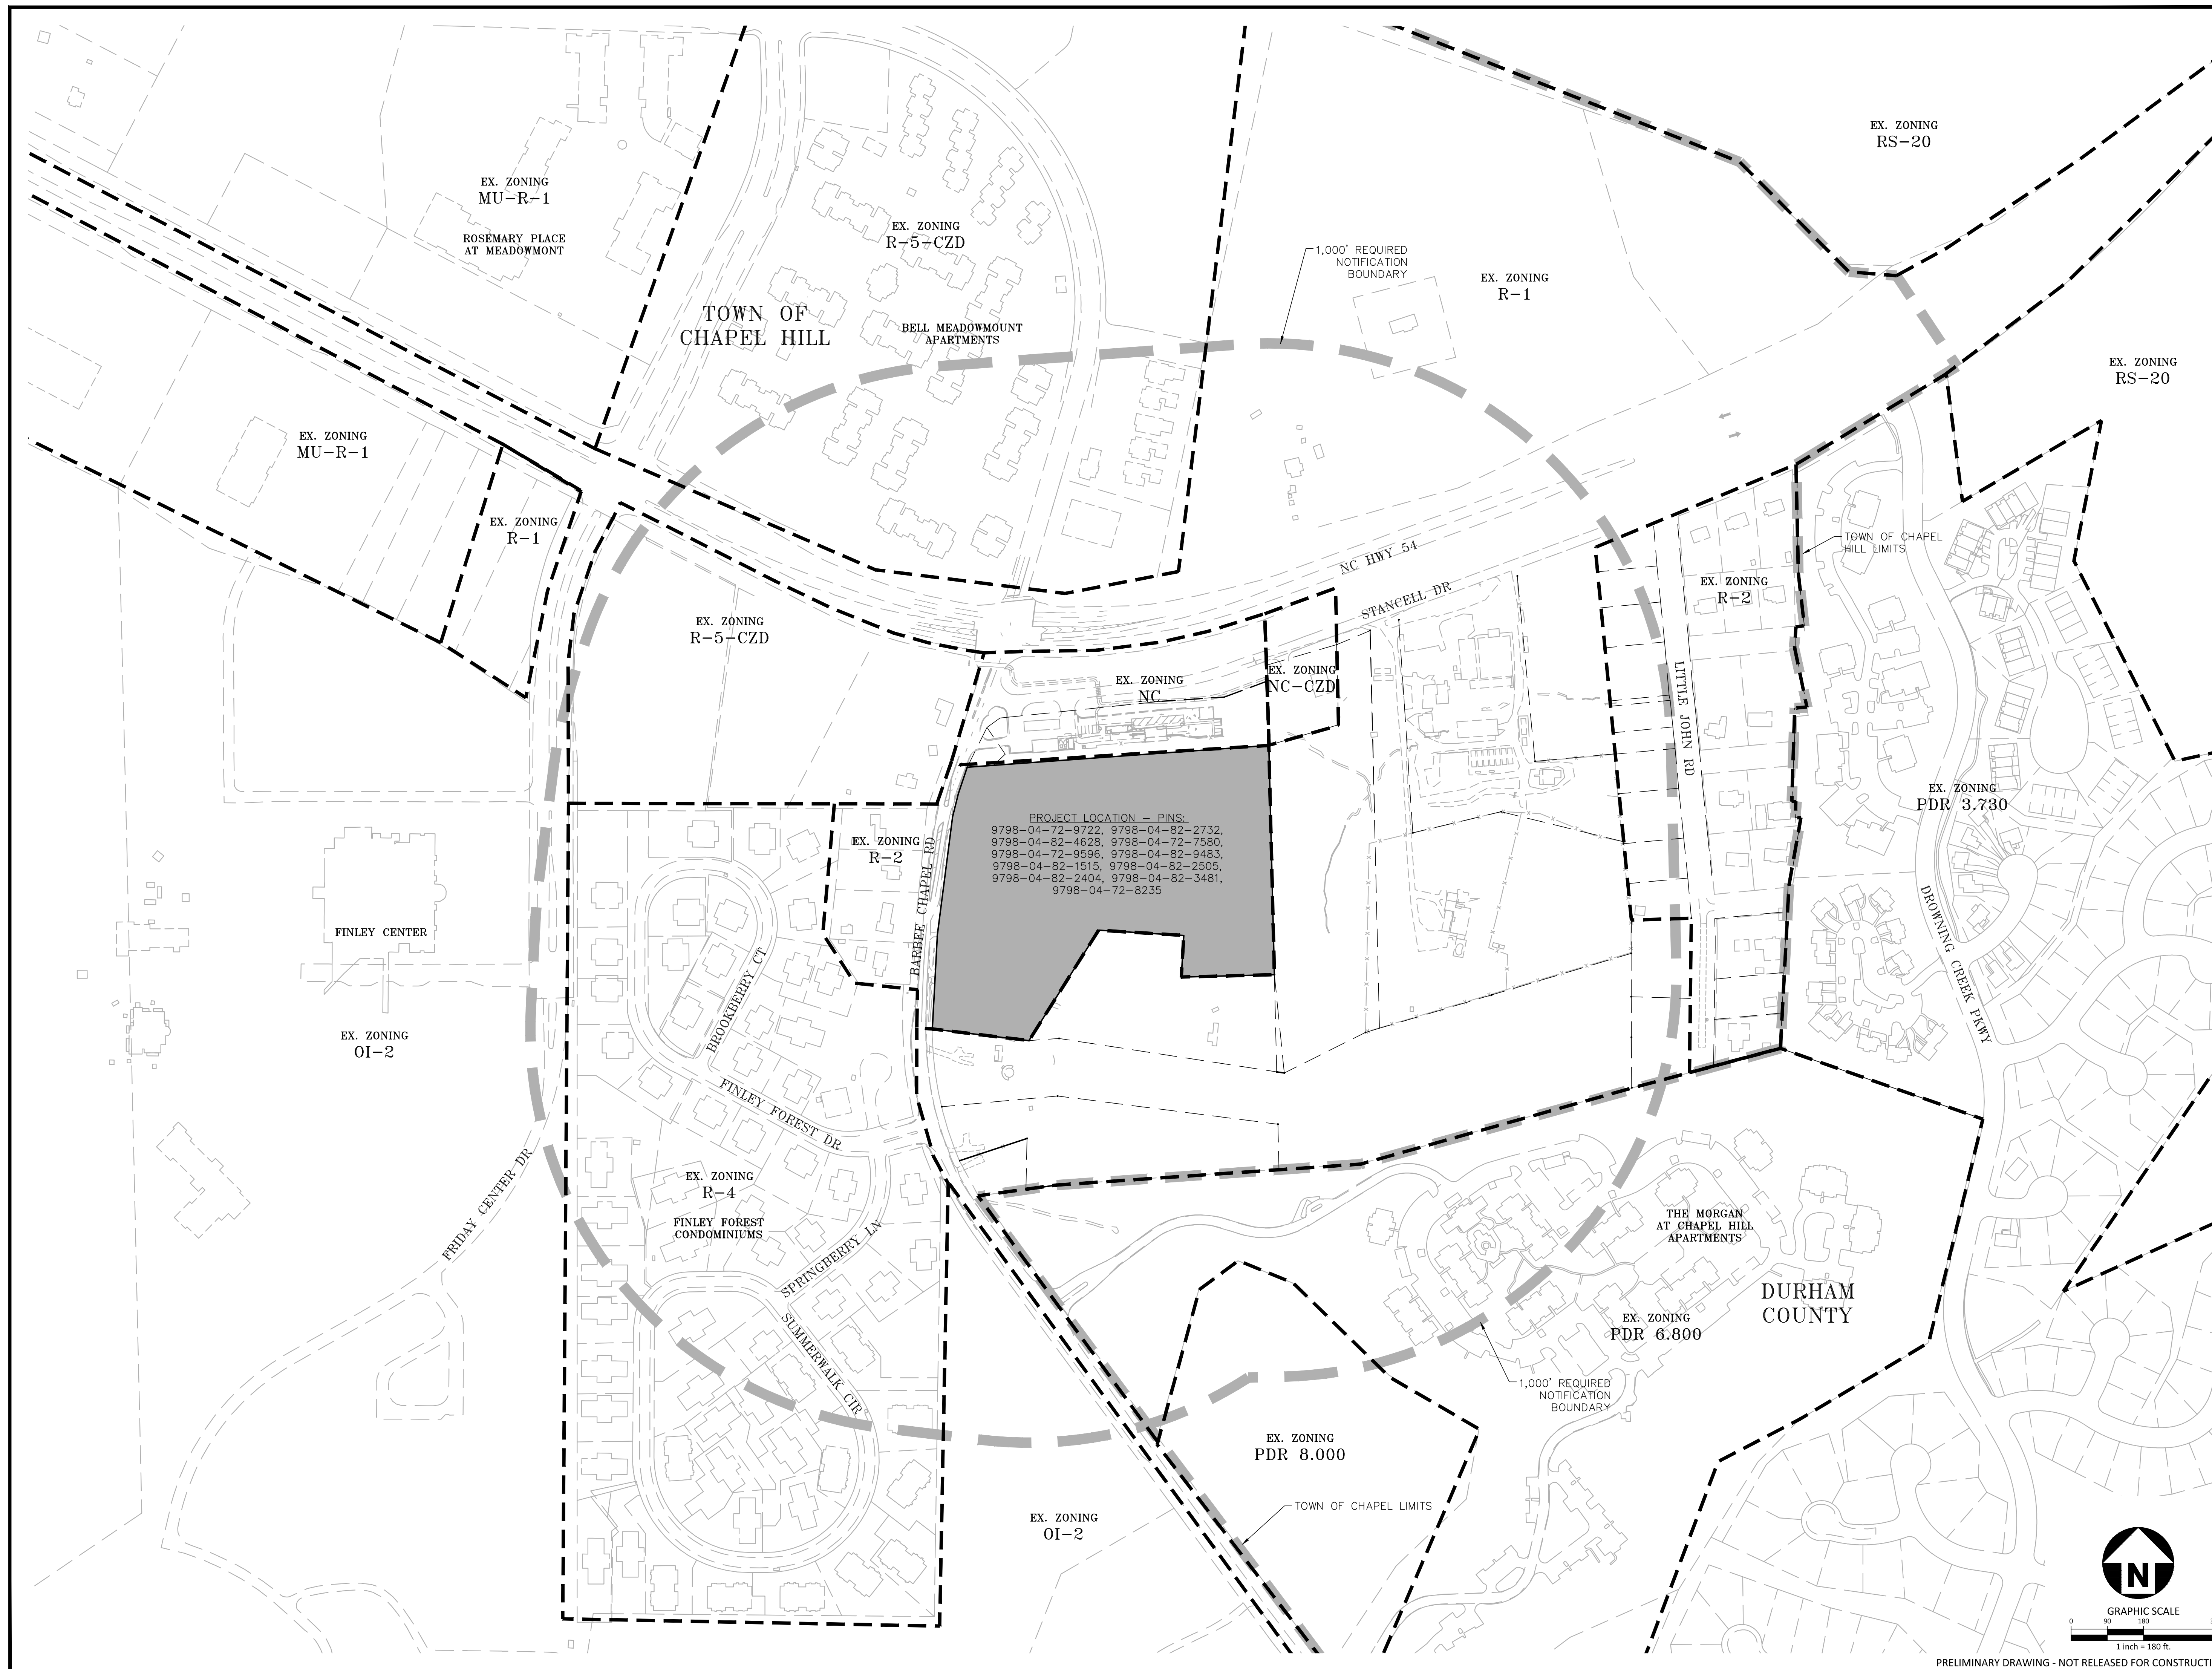 EX. ZONING
RS-20
EX. ZONING
MU-R-1
ROSEMARY PLACE
AT MEADOWMONT
EX. ZONING
R-5-CZD
1,000' REQUIRED
NOTIFICATION
BOUNDARY
EX. ZONING
R-1
TOWN OF
CHAPEL HILL
BELL MEADOWMOUNT
APARTMENTS
EX. ZONING
RS-20
EX. ZONING
MU-R-1
EX. ZONING
R-1
NC HWY 54
TOWN OF CHAPEL
HILL LIMITS
STANCELL DR
EX. ZONING
R-2
EX. ZONING
R-5-CZD
EX. ZONING
NC
EX. ZONING
NC-CZD
LITTLE JOHN RD
EX. ZONING
PDR 3.730
PROJECT LOCATION - PINS:
9798-04-72-9722, 9798-04-82-2732,
9798-04-82-4628, 9798-04-72-7580,
9798-04-72-9596, 9798-04-82-9483,
9798-04-82-1515, 9798-04-82-2505,
9798-04-82-2404, 9798-04-82-3481,
9798-04-72-8235
EX. ZONING
R-2
BARBEE CHAPEL RD
FINLEY CENTER
BROOKBERRY CT
DROWNING CREEK PKWY
EX. ZONING
OI-2
FINLEY FOREST DR
FRIDAY CENTER DR
EX. ZONING
R-4
FINLEY FOREST
CONDOMINIUMS
SPRINGBERRY LN
SUMMERWALK CIR
THE MORGAN
AT CHAPEL HILL
APARTMENTS
DURHAM
COUNTY
EX. ZONING
PDR 6.800
1,000' REQUIRED
NOTIFICATION
BOUNDARY
EX. ZONING
PDR 8.000
TOWN OF CHAPEL LIMITS
EX. ZONING
OI-2
N
GRAPHIC SCALE
0 90 180
1 inch = 180 ft.
PRELIMINARY DRAWING - NOT RELEASED FOR CONSTRUCTI